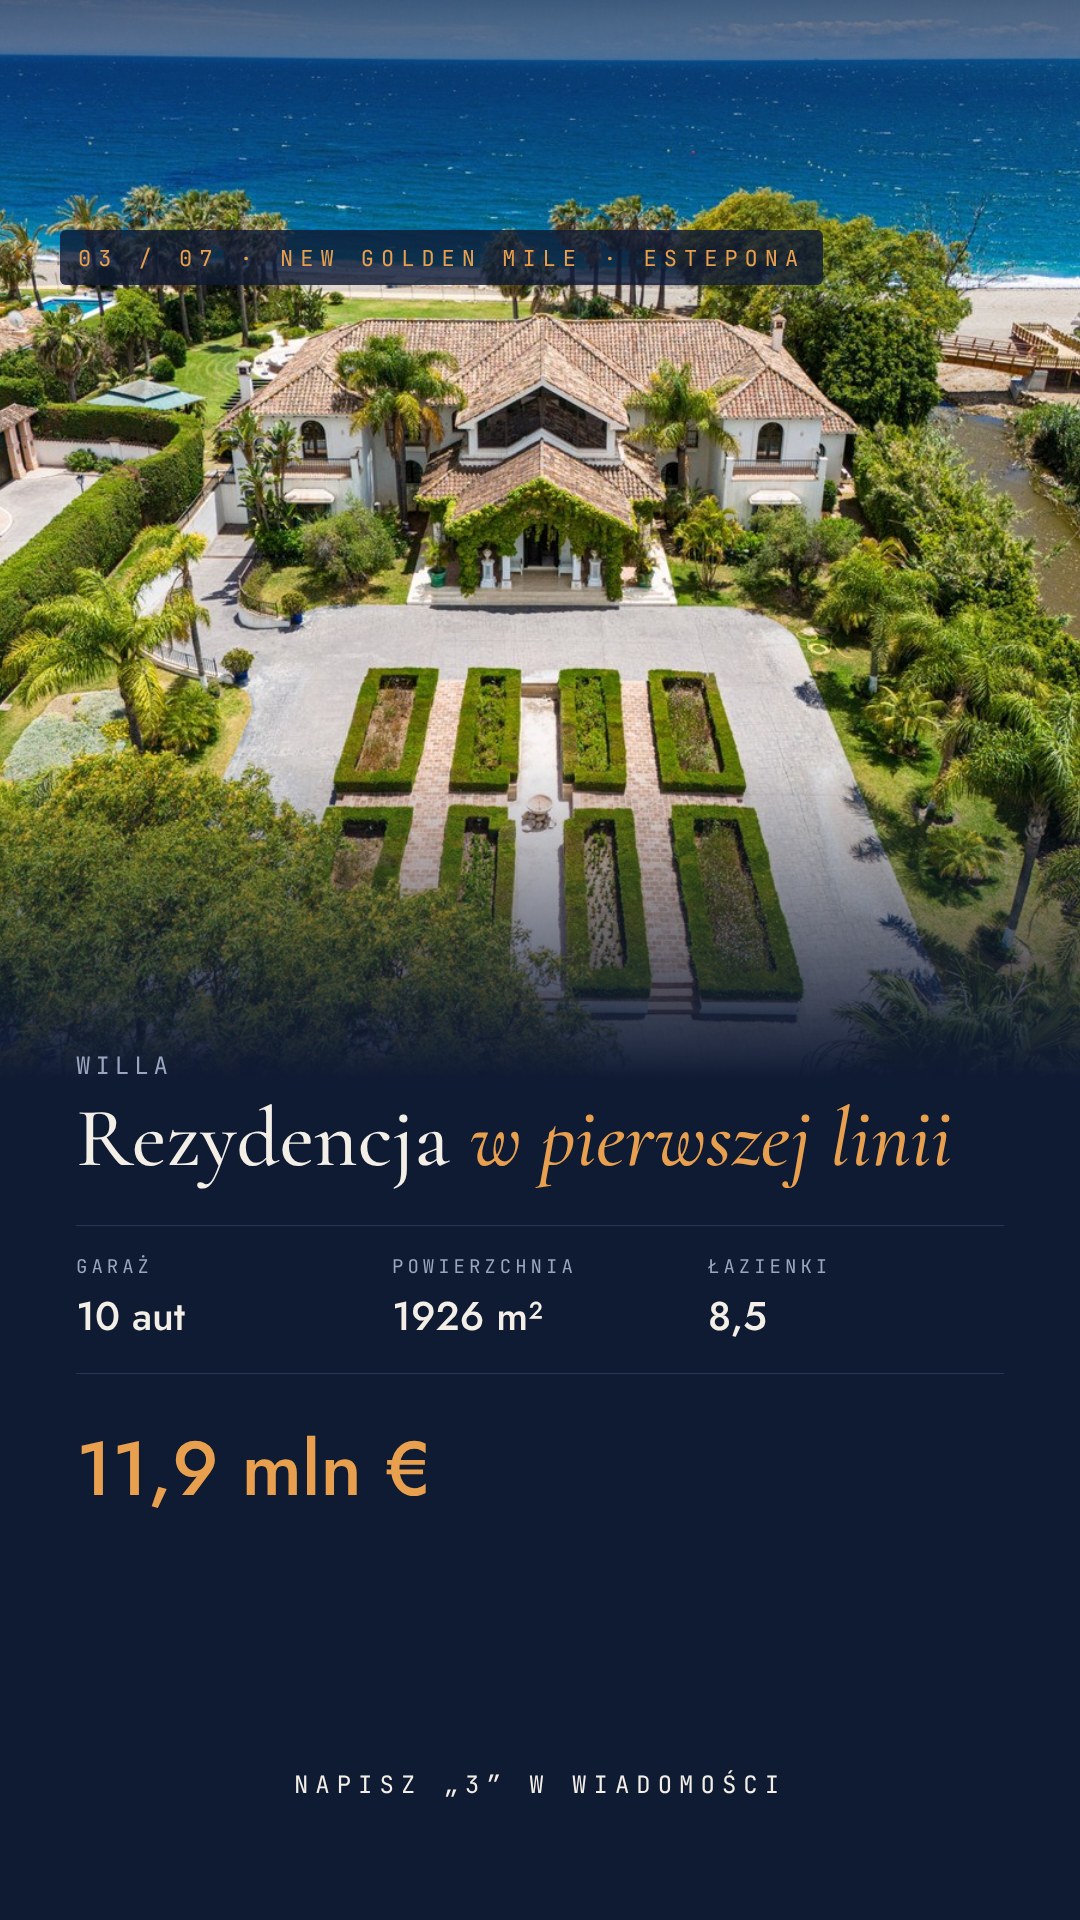 03 / 07 · NEW GOLDEN MILE · ESTEPONA
WILLA
Rezydencja w pierwszej linii
GARAŻ POWIERZCHNIA ŁAZIENKI
10 aut 1926 m² 8,5
11,9 mln €
NAPISZ „3” W WIADOMOŚCI